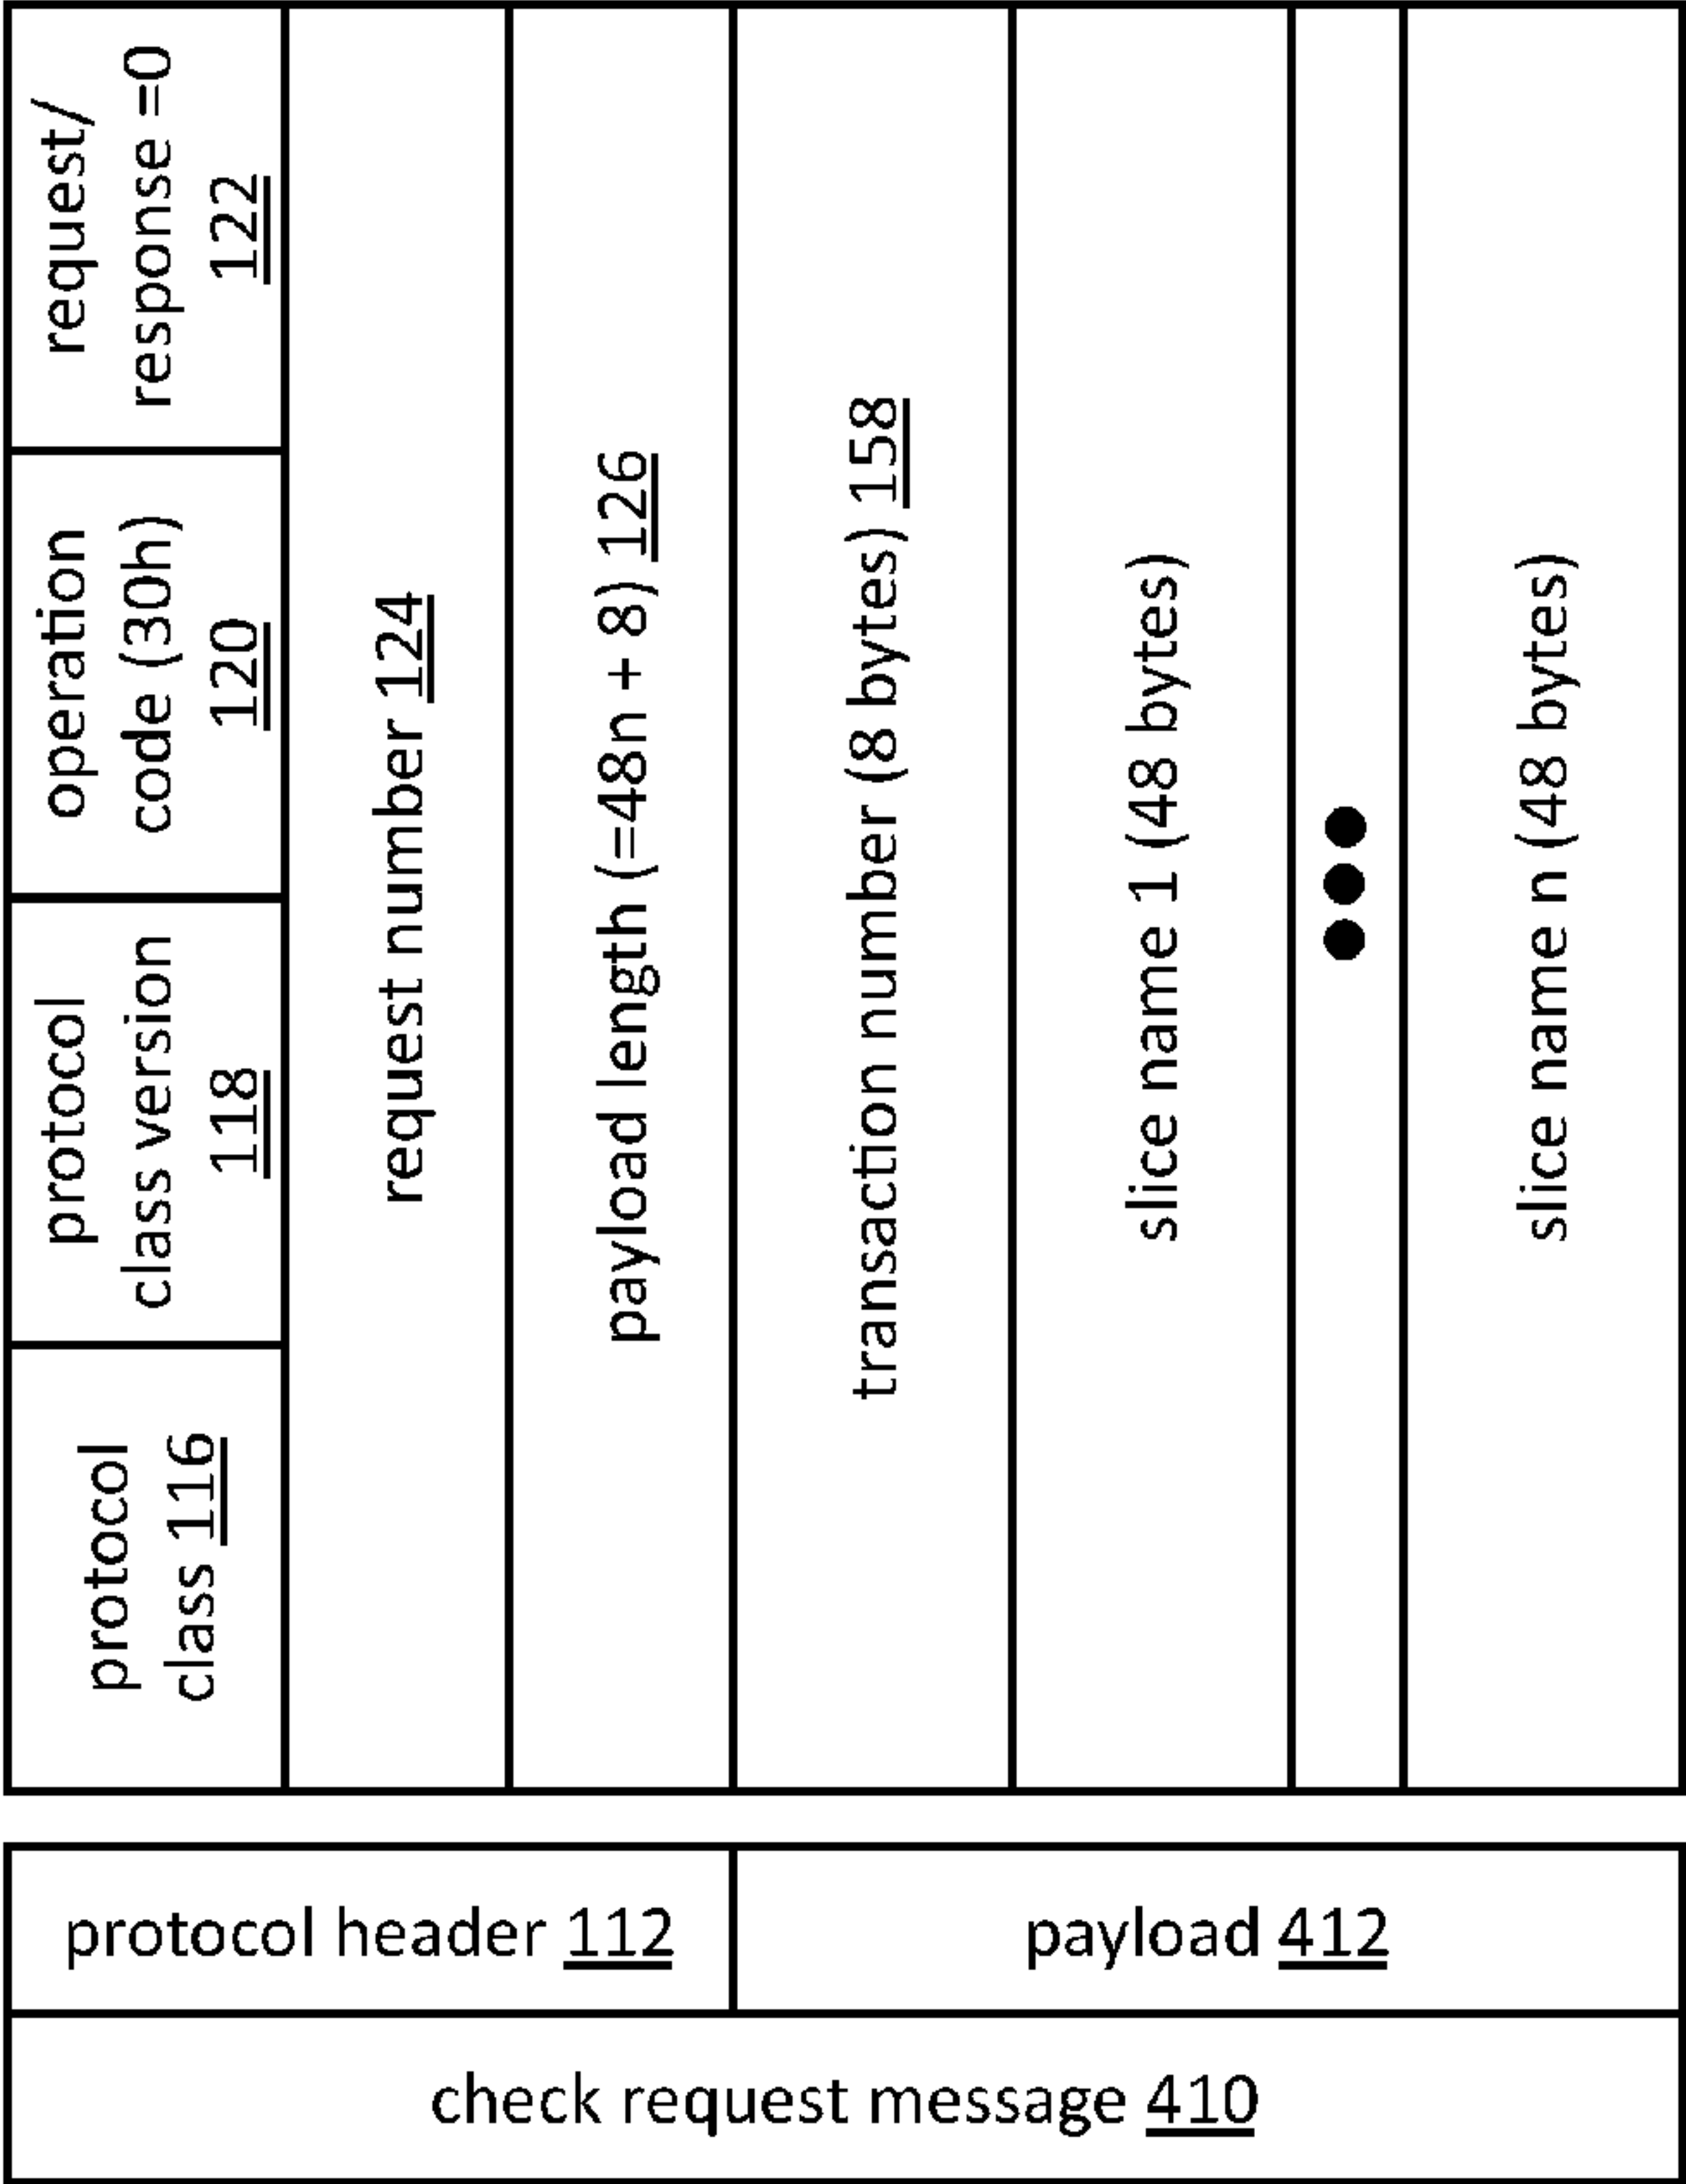 protocol
class 116
protocol
class version
118
operation
code (30h)
120
request/
response =0
122
request number 124
payload length (=48n + 8) 126
transaction number (8 bytes) 158
slice name 1 (48 bytes)
slice name n (48 bytes)
protocol header 112
payload 412
check request message 410